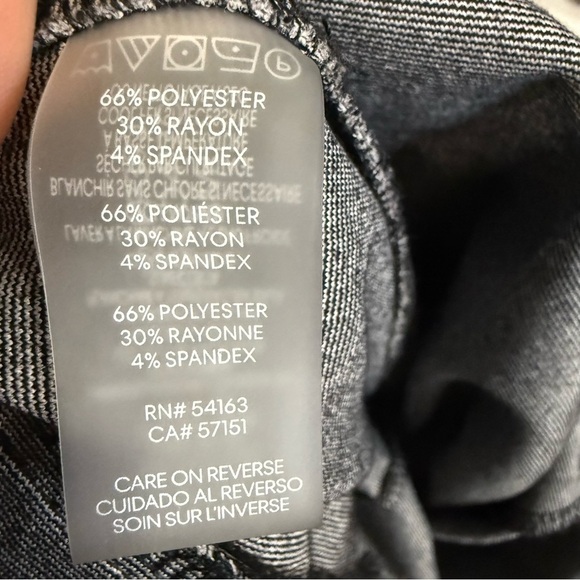 66% POLYESTER
30% RAYON
4% SPANDEX
66% POLIÉSTER
30% RAYON
4% SPANDEX
66% POLYESTER
30% RAYONNE
4% SPANDEX
RN# 54163
CA# 57151
CARE ON REVERSE
CUIDADO AL REVERSO
SOIN SUR L'INVERSE